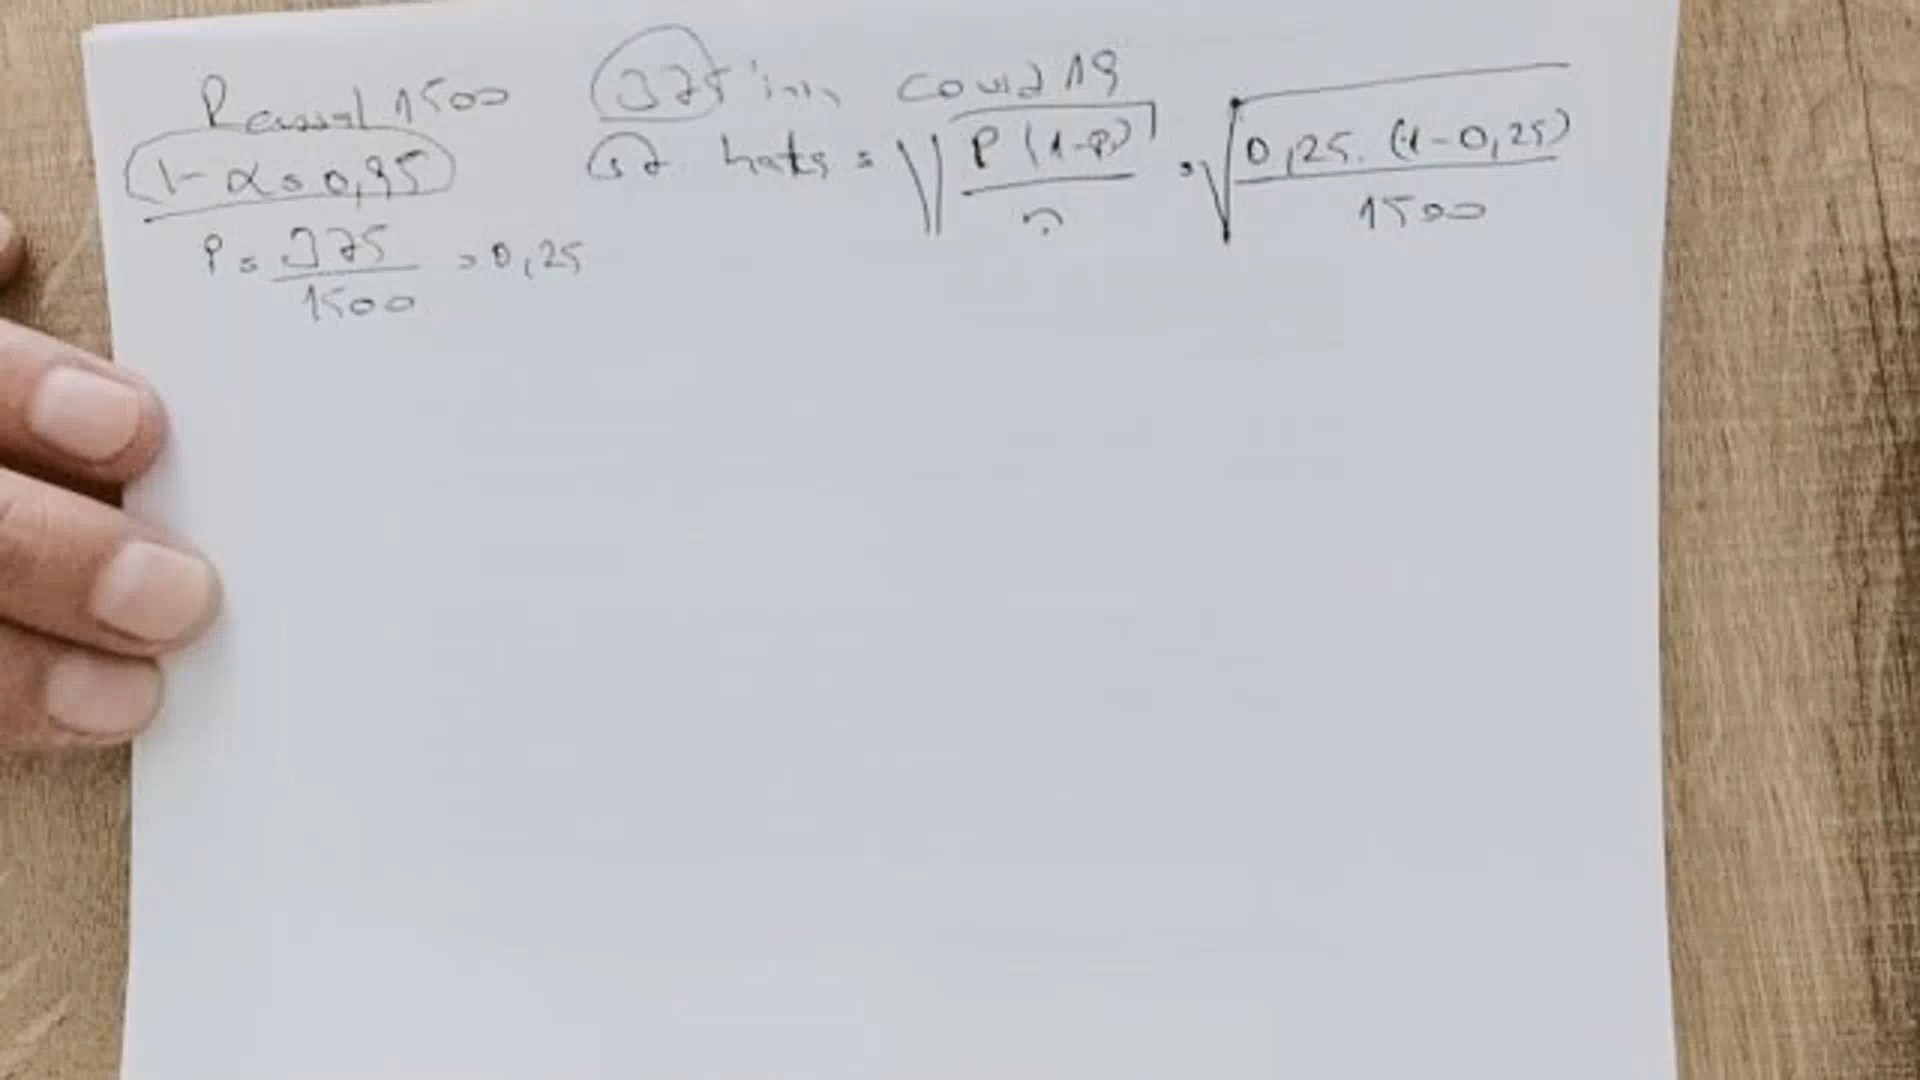 Rassal 1500 375'inin covid 19
1-α=0,95 st. hata = √P(1-P)/n = √0,25.(1-0,25)/1500
P = 375/1500 = 0,25